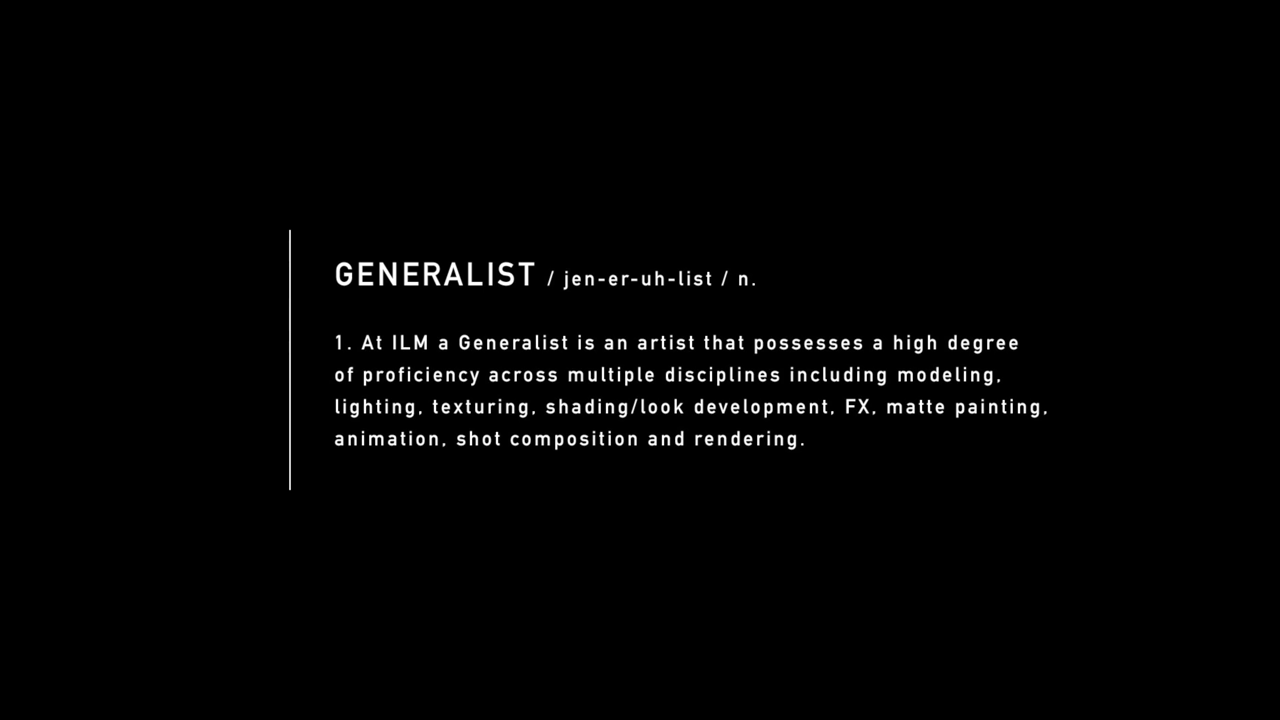 GENERALIST / jen-er-uh-list / n.
1. At ILM a Generalist is an artist that possesses a high degree
of proficiency across multiple disciplines including modeling,
lighting, texturing, shading/look development, FX, matte painting,
animation, shot composition and rendering.